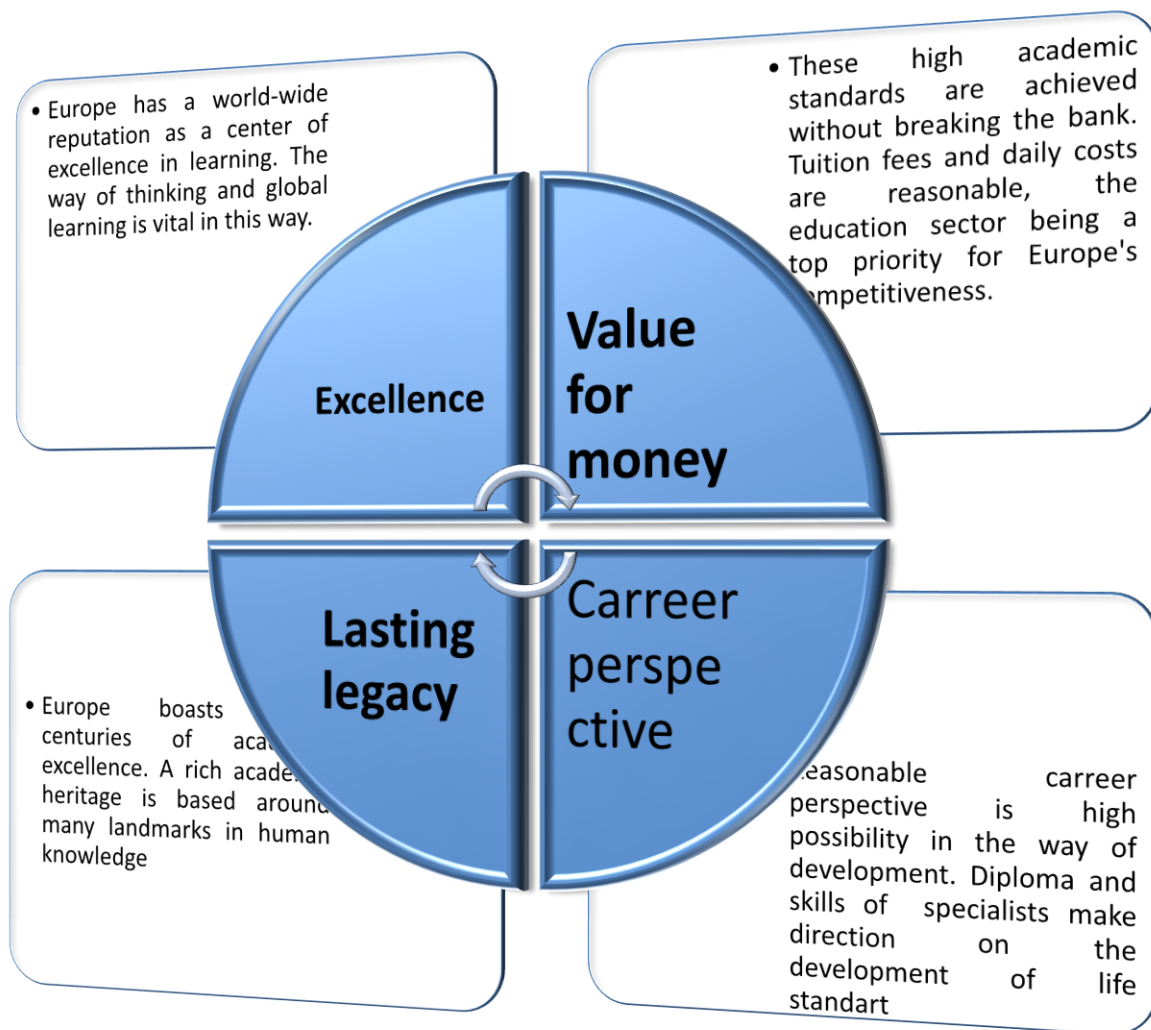 • Europe has a world-wide
reputation as a center of
excellence in learning. The
way of thinking and global
learning is vital in this way.
• These high academic
standards are achieved
without breaking the bank.
Tuition fees and daily costs
are reasonable, the
education sector being a
top priority for Europe's
ompetitiveness.
Excellence
Value
for
money
Lasting
legacy
Carreer
perspe
ctive
• Europe boasts
centuries of
excellence. A rich
heritage is based around
many landmarks in human
knowledge
easonable carreer
perspective is high
possibility in the way of
development. Diploma and
skills of specialists make
direction on the
development of life
standart